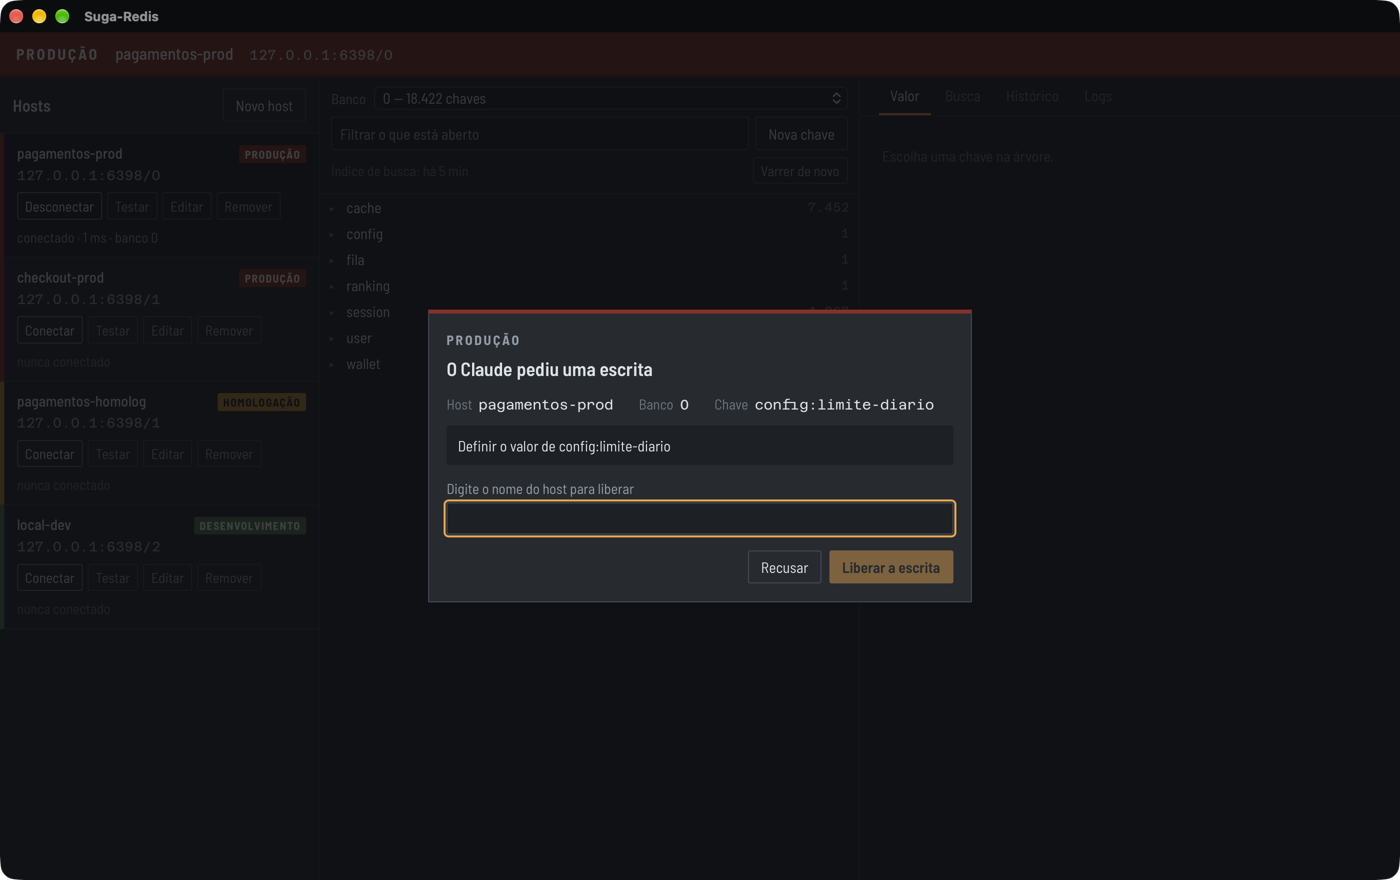 Suga-Redis
PRODUÇÃO pagamentos-prod 127.0.0.1:6398/0
Hosts
Novo host
pagamentos-prod PRODUÇÃO
127.0.0.1:6398/0
Desconectar Testar Editar Remover
conectado · 1 ms · banco 0
checkout-prod PRODUÇÃO
127.0.0.1:6398/1
Conectar Testar Editar Remover
nunca conectado
pagamentos-homolog HOMOLOGAÇÃO
127.0.0.1:6398/1
Conectar Testar Editar Remover
nunca conectado
local-dev DESENVOLVIMENTO
127.0.0.1:6398/2
Conectar Testar Editar Remover
nunca conectado
Banco 0 — 18.422 chaves
Filtrar o que está aberto Nova chave
Índice de busca: há 5 min Varrer de novo
cache 7.452
config 1
fila 1
ranking 1
session
user
wallet
Valor Busca Histórico Logs
Escolha uma chave na árvore.
PRODUÇÃO
O Claude pediu uma escrita
Host pagamentos-prod Banco 0 Chave config:limite-diario
Definir o valor de config:limite-diario
Digite o nome do host para liberar
Recusar Liberar a escrita